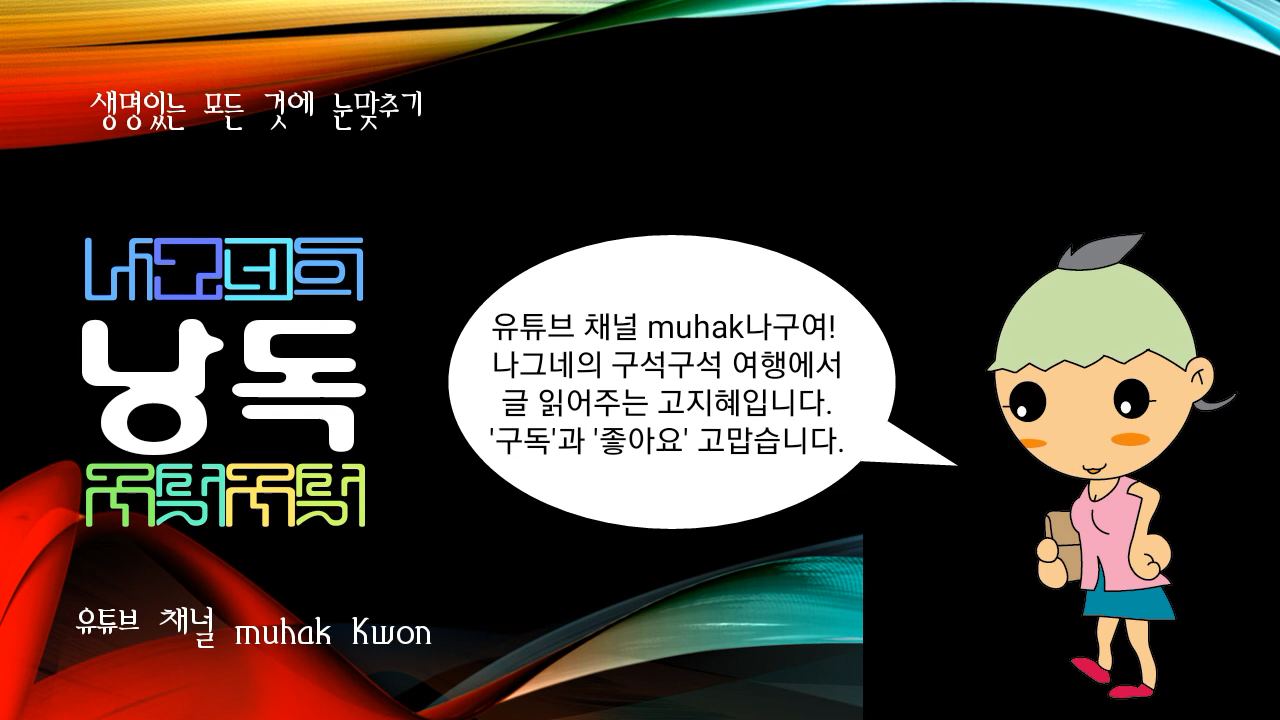 생명있는 모든 것에 눈맞추기
나그네의
낭독
구석구석
유튜브 채널 muhak나구여!
나그네의 구석구석 여행에서
글 읽어주는 고지혜입니다.
'구독'과 '좋아요' 고맙습니다.
유튜브 채널 muhak Kwon